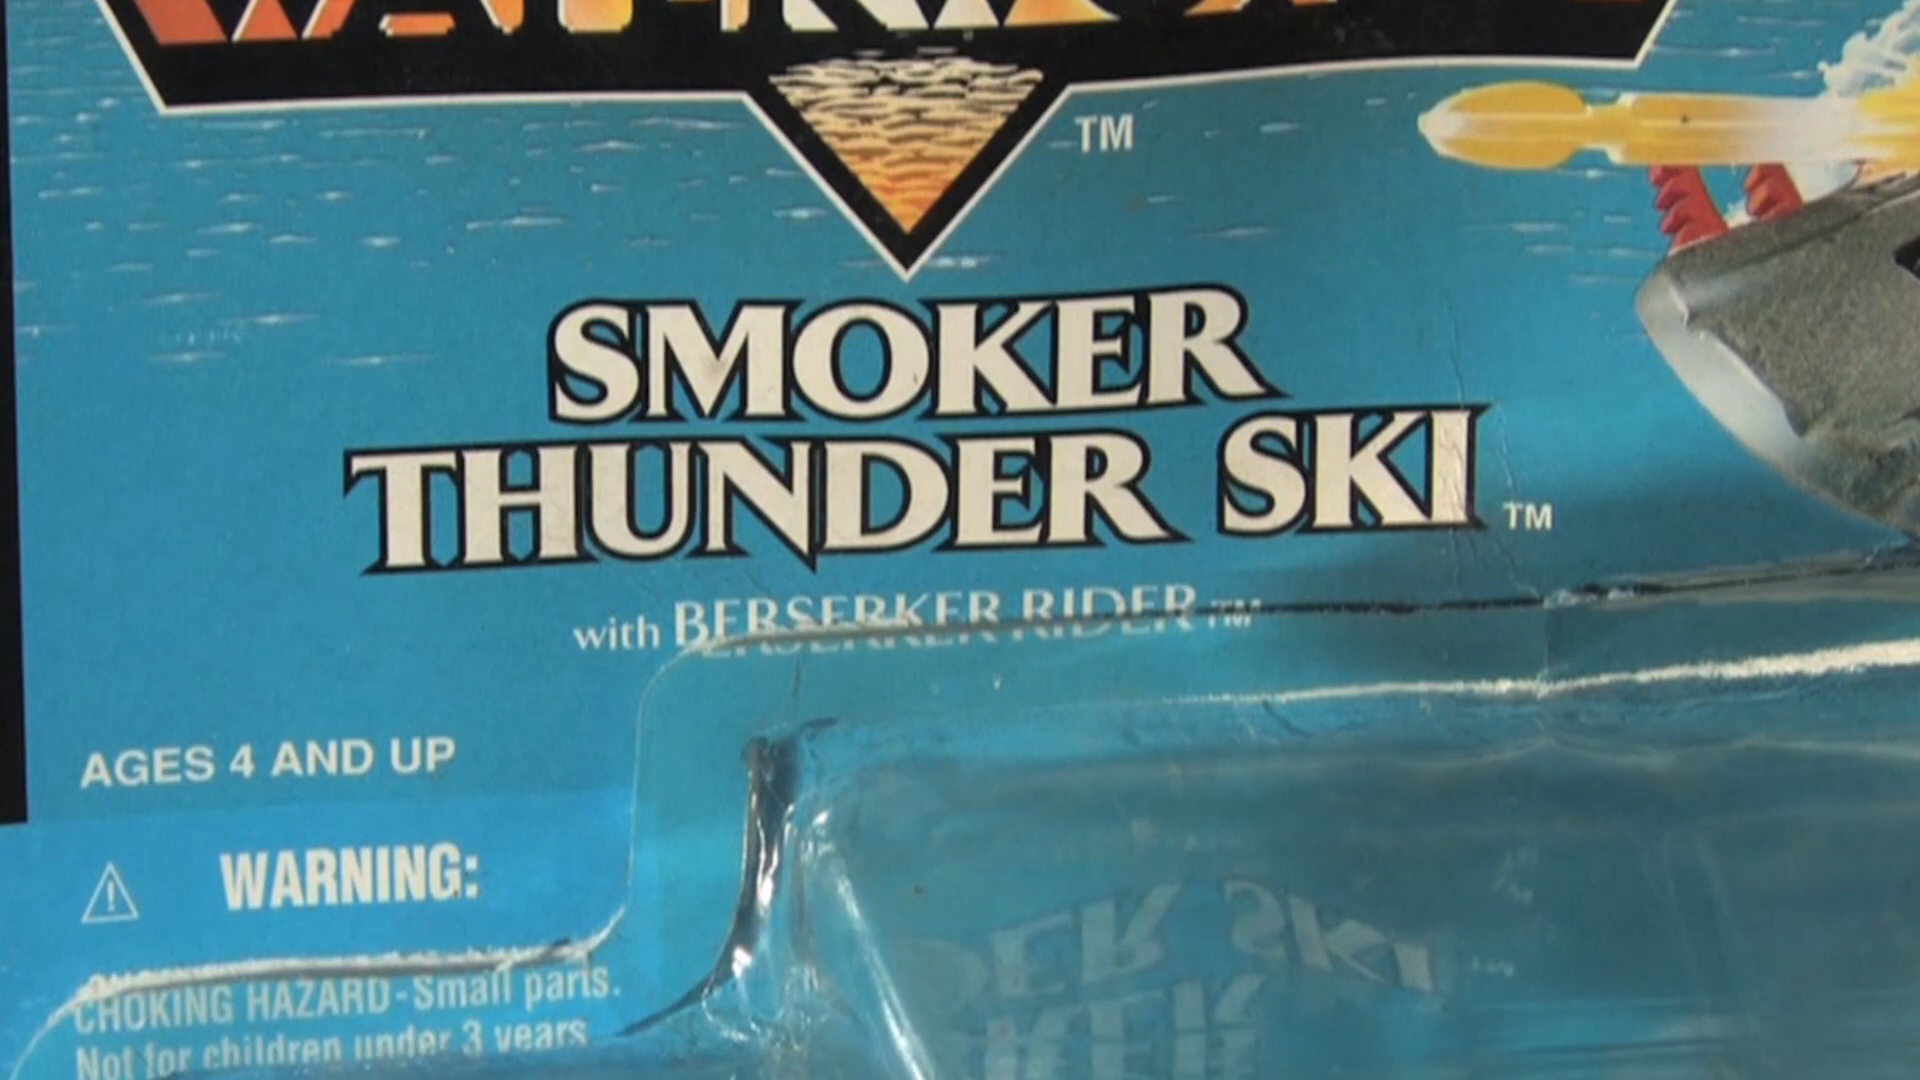 TM
SMOKER
THUNDER SKI TM
with BERSERKER RIDER TM
AGES 4 AND UP
WARNING:
CHOKING HAZARD-Small parts.
Not for children under 3 years